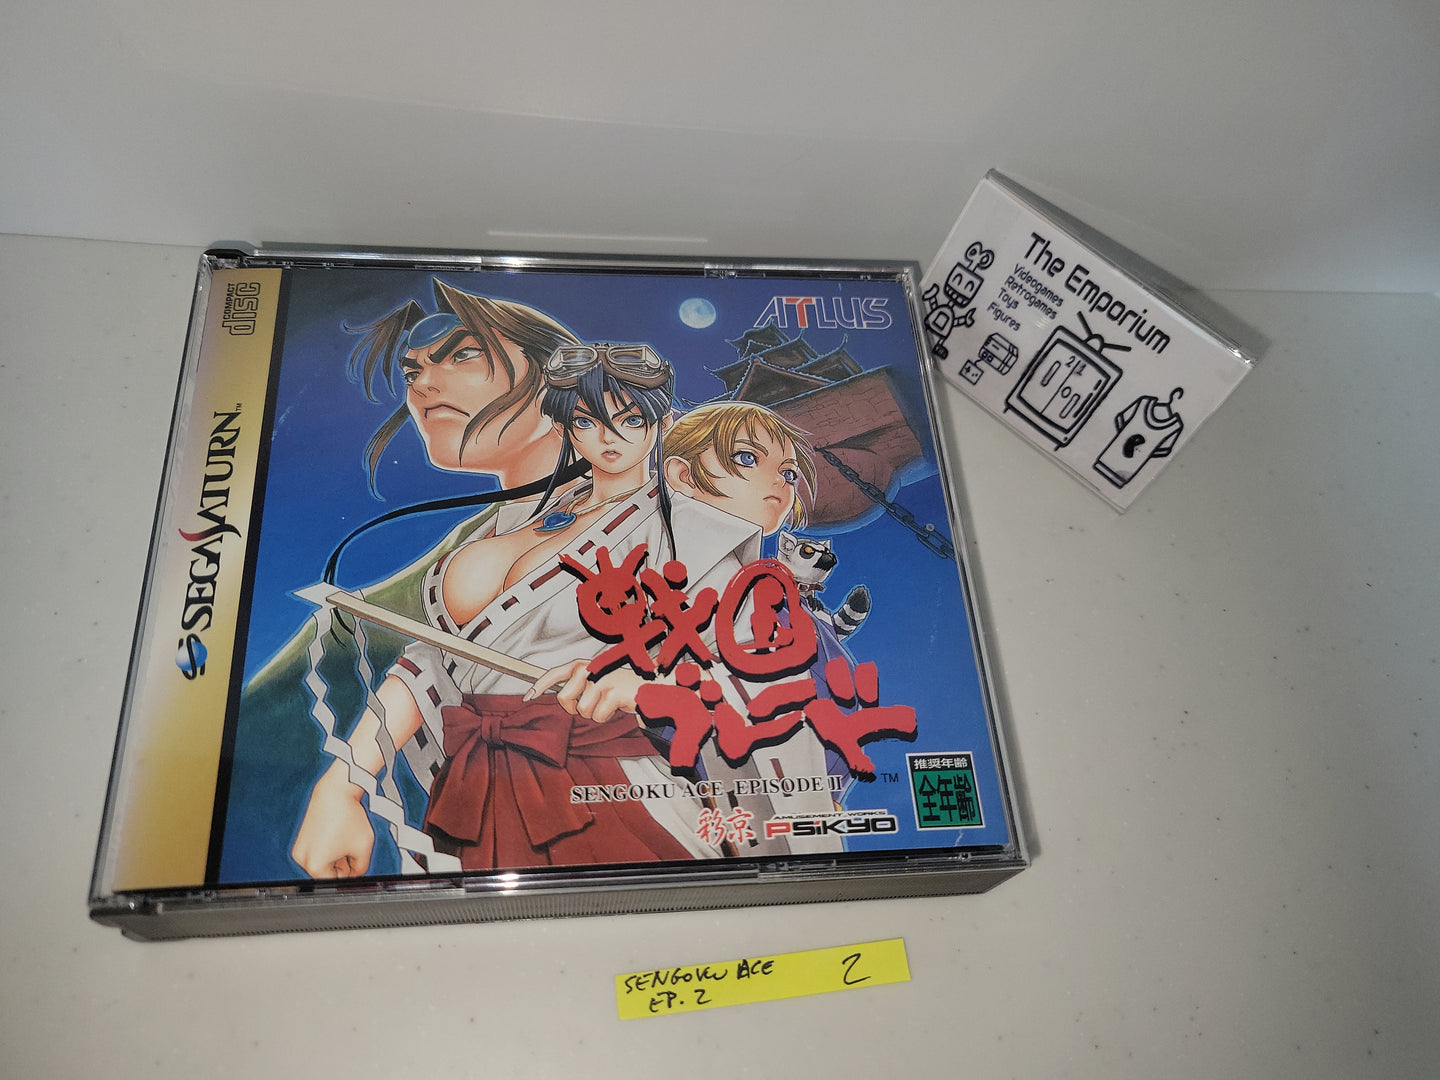 COMPACT
disc
SEGA SATURN™
ATLUS
戦国
ブレード
TM
SENGOKU ACE EPISODE II
彩京
AMUSEMENT WORKS
PSiKYO
推奨年齢
全年齢
The Emporium
Videogames
Retrogames
Toys
Figures
21
SENGOKU ACE
EP. 2
2